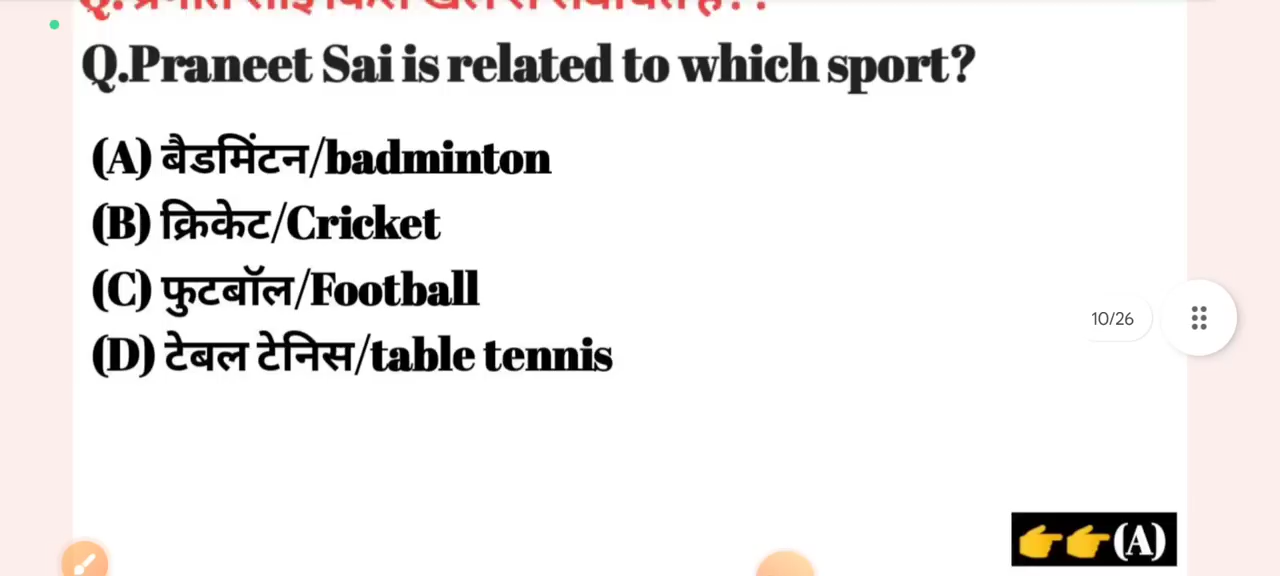 Q.Praneet Sai is related to which sport?
(A) बैडमिंटन/badminton
(B) क्रिकेट/Cricket
(C) फुटबॉल/Football
10/26
(D) टेबल टेनिस/table tennis
(A)